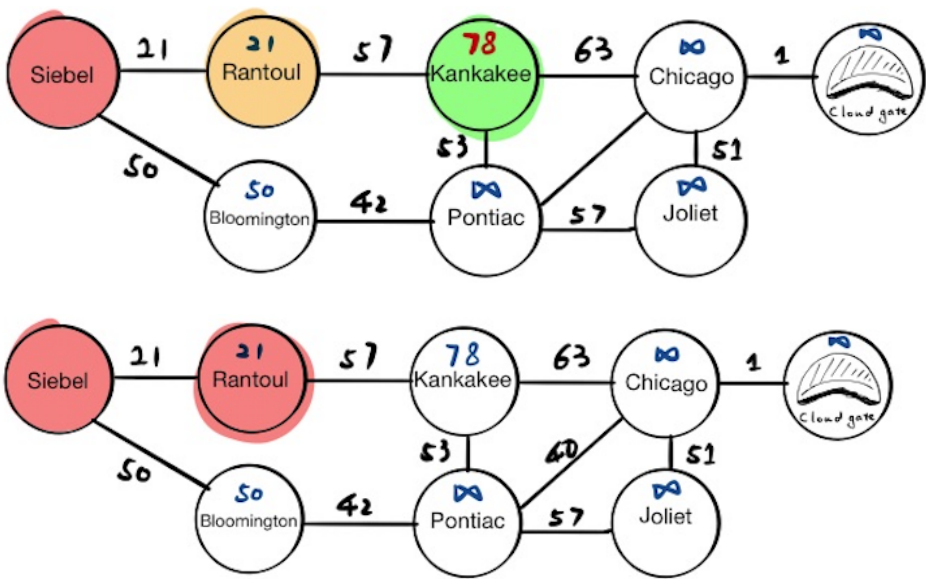 21 21 57 78 63 ∞ 1 ∞
Siebel Rantoul Kankakee Chicago Cloud gate
50 53 51
50 42 ∞ 57 ∞
Bloomington Pontiac Joliet
21 21 57 78 63 ∞ 1 ∞
Siebel Rantoul Kankakee Chicago Cloud gate
50 53 60 51
50 42 ∞ 57 ∞
Bloomington Pontiac Joliet